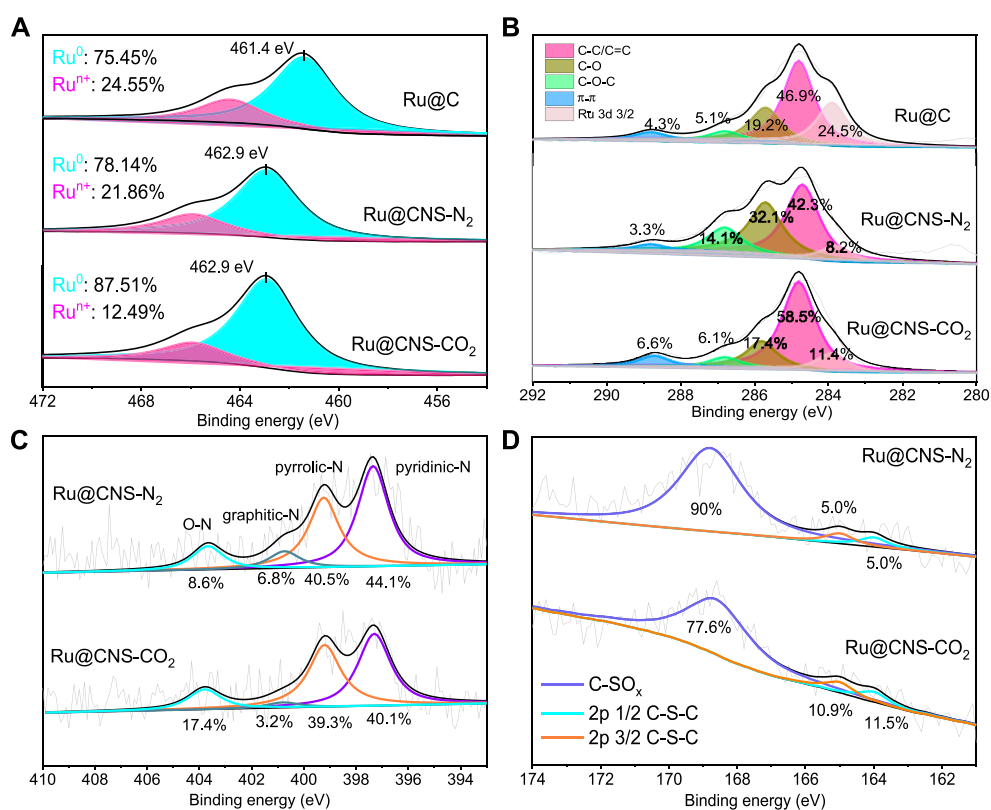 A
Ru⁰: 75.45%
Ruⁿ⁺: 24.55%
461.4 eV
Ru@C
Ru⁰: 78.14%
Ruⁿ⁺: 21.86%
462.9 eV
Ru@CNS-N₂
Ru⁰: 87.51%
Ruⁿ⁺: 12.49%
462.9 eV
Ru@CNS-CO₂
472 468 464 460 456
Binding energy (eV)
B
C-C/C=C
C-O
C-O-C
π-π
Ru 3d 3/2
4.3% 5.1% 19.2% 46.9% 24.5%
Ru@C
3.3% 14.1% 32.1% 42.3% 8.2%
Ru@CNS-N₂
6.6% 6.1% 17.4% 58.5% 11.4%
Ru@CNS-CO₂
292 290 288 286 284 282 280
Binding energy (eV)
C
Ru@CNS-N₂
O-N graphitic-N pyrrolic-N pyridinic-N
8.6% 6.8% 40.5% 44.1%
Ru@CNS-CO₂
17.4% 3.2% 39.3% 40.1%
410 408 406 404 402 400 398 396 394
Binding energy (eV)
D
Ru@CNS-N₂
90% 5.0% 5.0%
Ru@CNS-CO₂
77.6% 10.9% 11.5%
C-SOₓ
2p 1/2 C-S-C
2p 3/2 C-S-C
174 172 170 168 166 164 162
Binding energy (eV)